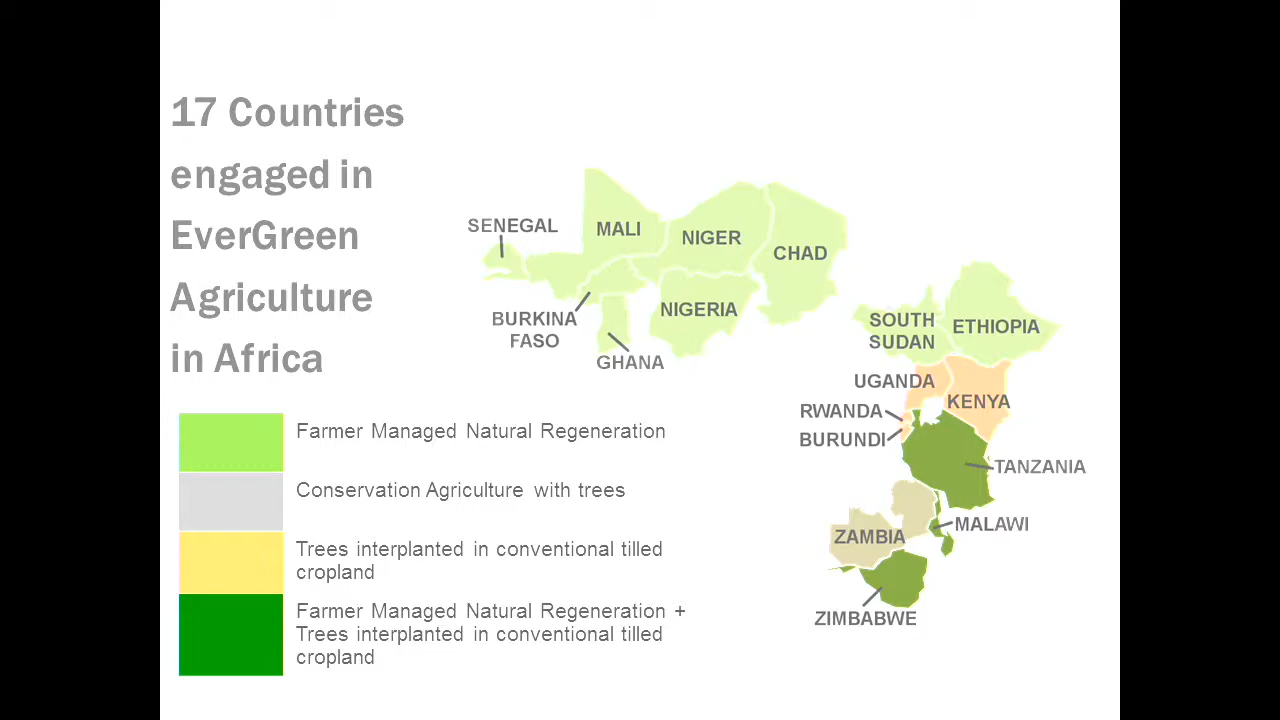 17 Countries
engaged in
EverGreen
Agriculture
in Africa
Farmer Managed Natural Regeneration
Conservation Agriculture with trees
Trees interplanted in conventional tilled
cropland
Farmer Managed Natural Regeneration +
Trees interplanted in conventional tilled
cropland
SENEGAL
MALI
NIGER
CHAD
BURKINA
FASO
GHANA
NIGERIA
SOUTH
SUDAN
ETHIOPIA
UGANDA
KENYA
RWANDA
BURUNDI
TANZANIA
MALAWI
ZAMBIA
ZIMBABWE